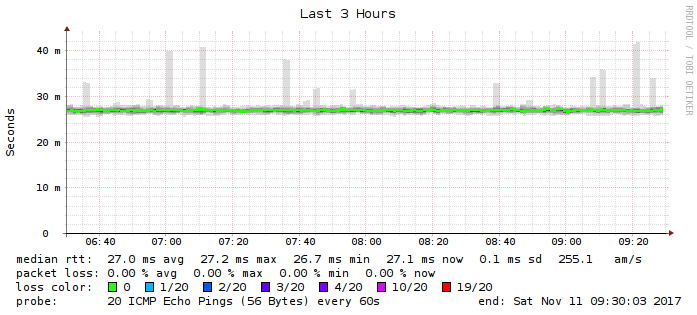 Last 3 Hours
RRDTOOL / TOBI OETIKER
Seconds
40 m
30 m
20 m
10 m
0
06:40 07:00 07:20 07:40 08:00 08:20 08:40 09:00 09:20
median rtt: 27.0 ms avg 27.2 ms max 26.7 ms min 27.1 ms now 0.1 ms sd 255.1 am/s
packet loss: 0.00 % avg 0.00 % max 0.00 % min 0.00 % now
loss color: 0 1/20 2/20 3/20 4/20 10/20 19/20
probe: 20 ICMP Echo Pings (56 Bytes) every 60s end: Sat Nov 11 09:30:03 2017